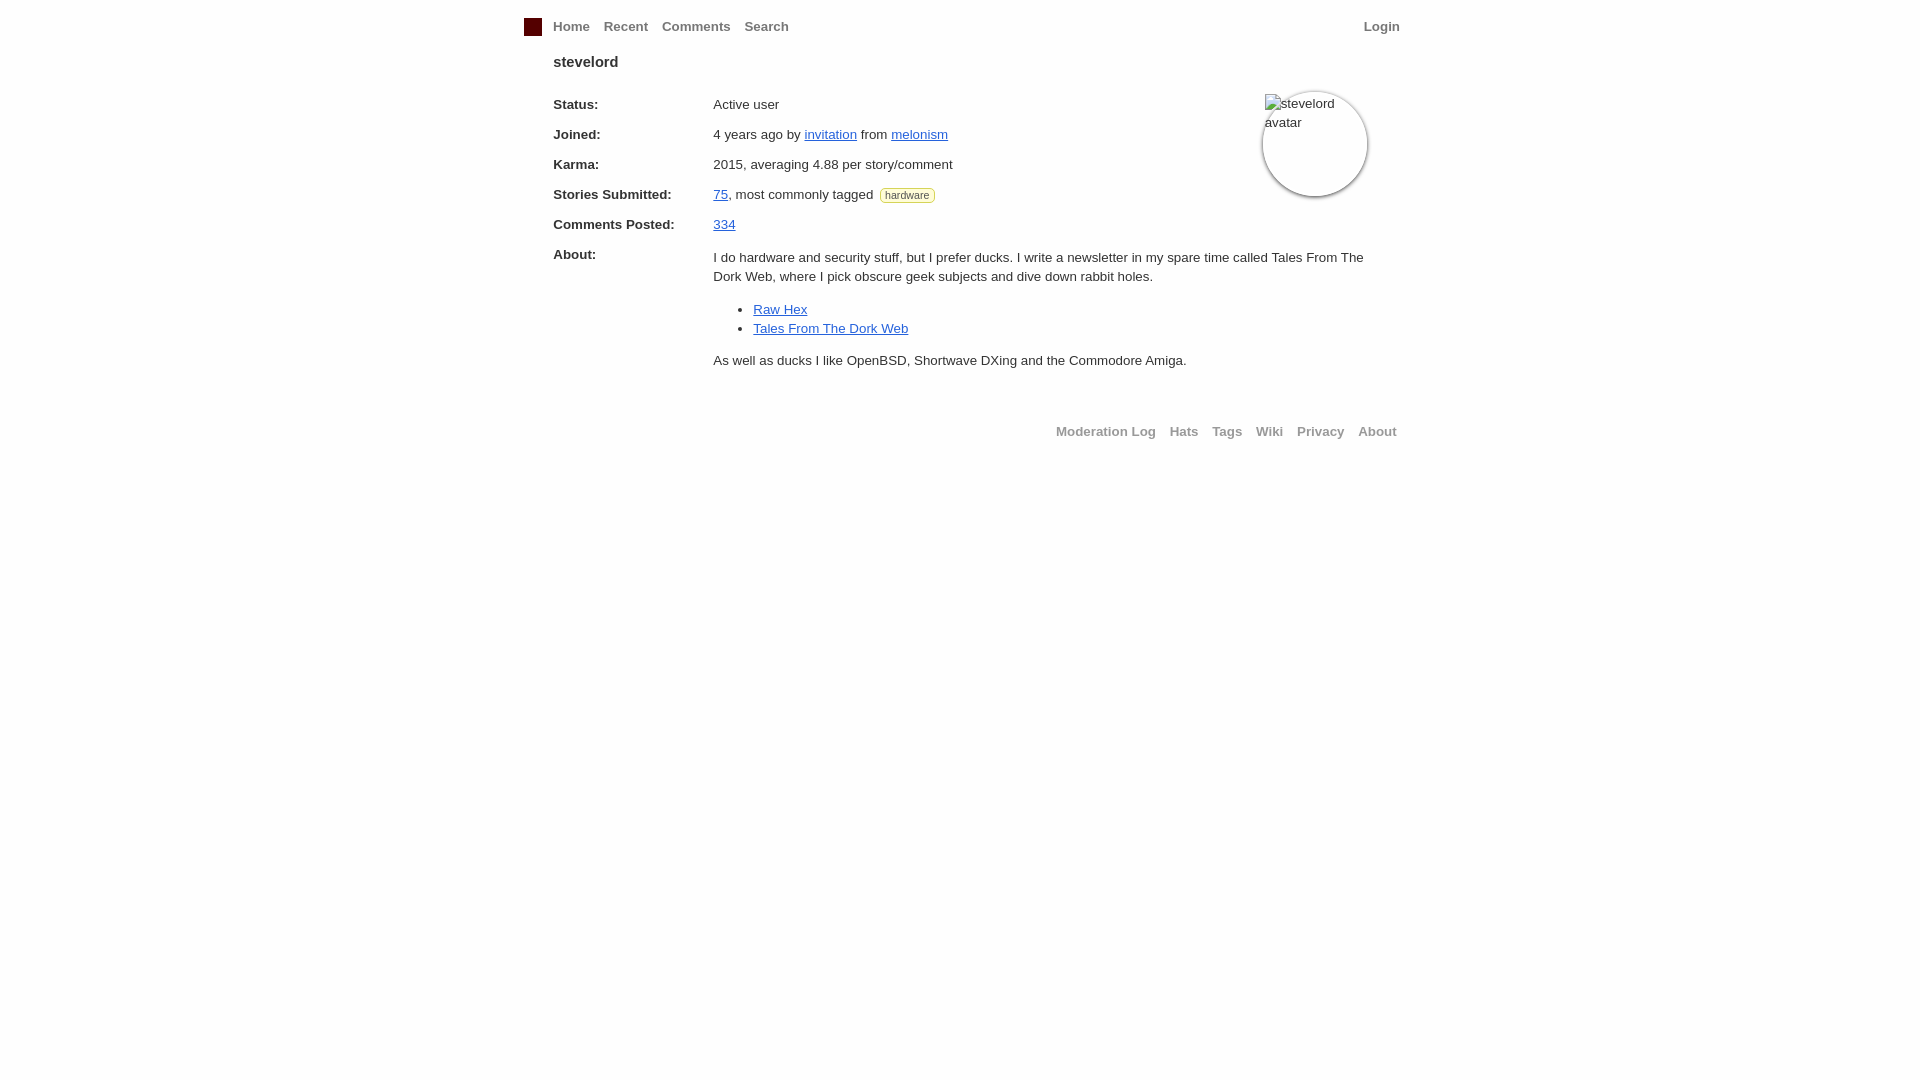 Home Recent Comments Search Login
stevelord
Status: Active user
stevelord
avatar
Joined: 4 years ago by invitation from melonism
Karma: 2015, averaging 4.88 per story/comment
Stories Submitted: 75, most commonly tagged hardware
Comments Posted: 334
About: I do hardware and security stuff, but I prefer ducks. I write a newsletter in my spare time called Tales From The
Dork Web, where I pick obscure geek subjects and dive down rabbit holes.
• Raw Hex
• Tales From The Dork Web
As well as ducks I like OpenBSD, Shortwave DXing and the Commodore Amiga.
Moderation Log Hats Tags Wiki Privacy About